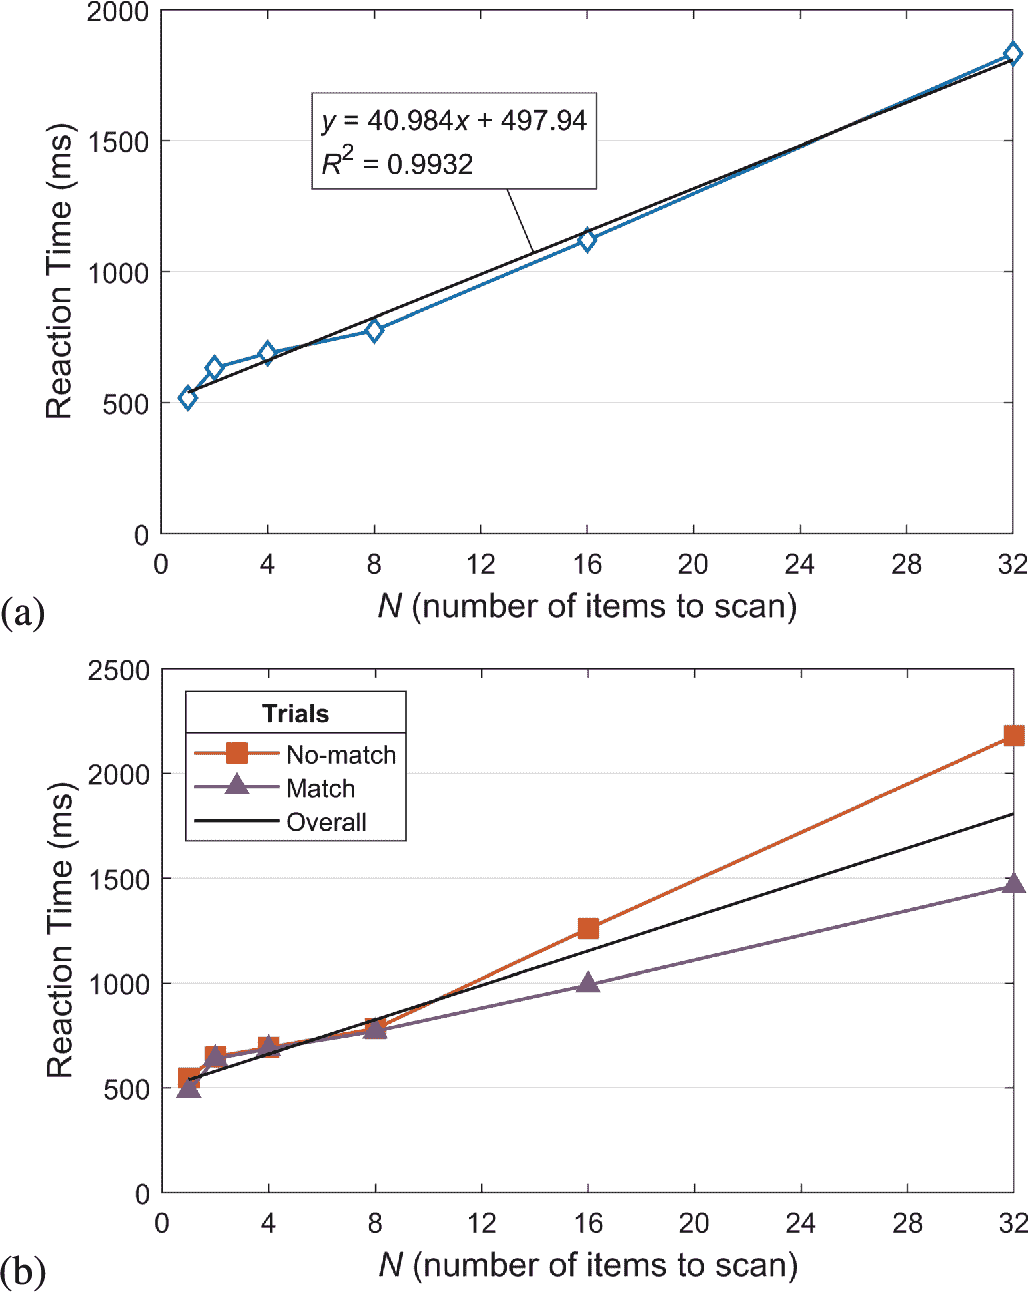 2000
1500
1000
500
0
Reaction Time (ms)
y = 40.984x + 497.94
R² = 0.9932
0 4 8 12 16 20 24 28 32
N (number of items to scan)
(a)
2500
2000
1500
1000
500
0
Reaction Time (ms)
Trials
No-match
Match
Overall
0 4 8 12 16 20 24 28 32
N (number of items to scan)
(b)